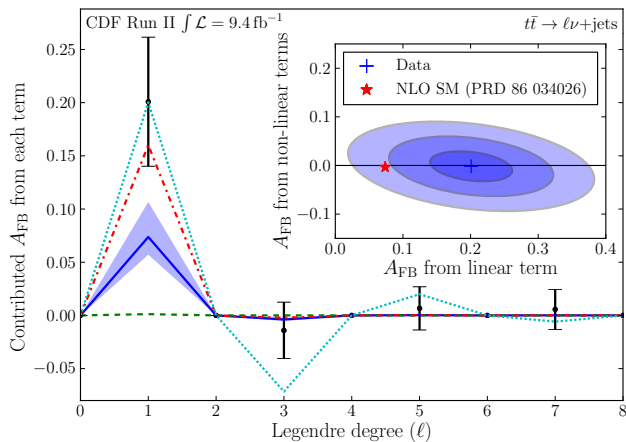 CDF Run II ∫ℒ = 9.4 fb⁻¹
tt̄ → ℓν+jets
Contributed A_FB from each term
0.25
0.20
0.15
0.10
0.05
0.00
−0.05
0 1 2 3 4 5 6 7 8
Legendre degree (ℓ)
A_FB from non-linear terms
0.2
0.1
0.0
−0.1
Data
NLO SM (PRD 86 034026)
0.0 0.1 0.2 0.3 0.4
A_FB from linear term